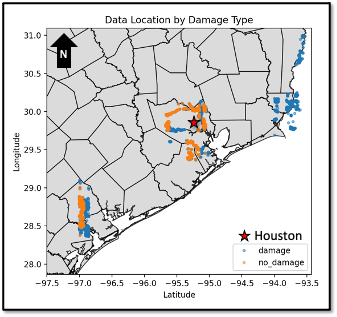 Data Location by Damage Type
N
31.0
30.5
30.0
29.5
29.0
28.5
28.0
Longitude
Houston
damage
no_damage
−97.5 −97.0 −96.5 −96.0 −95.5 −95.0 −94.5 −94.0 −93.5
Latitude